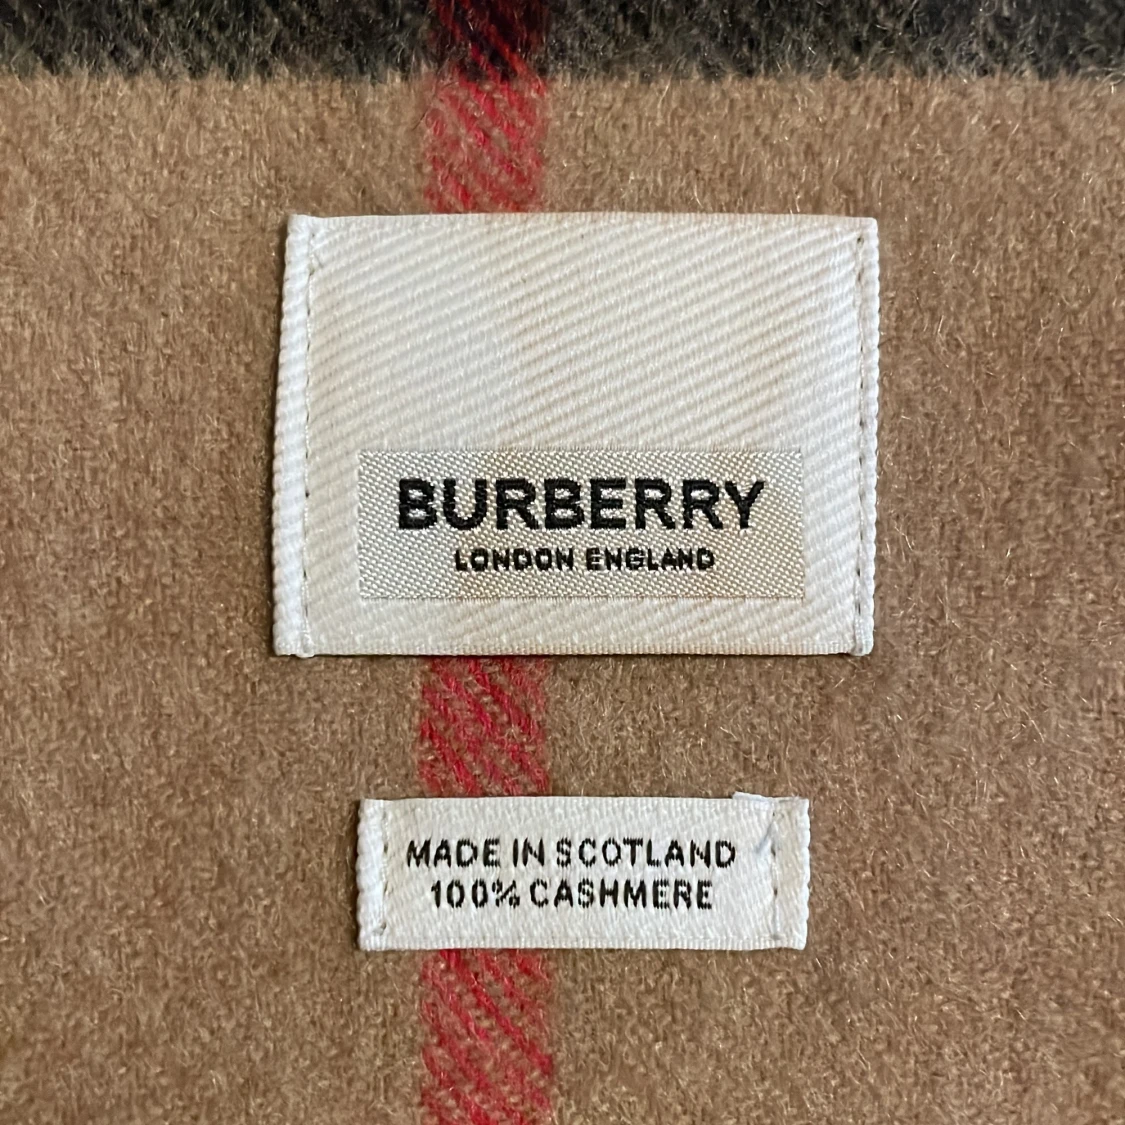 BURBERRY
LONDON ENGLAND
MADE IN SCOTLAND
100% CASHMERE